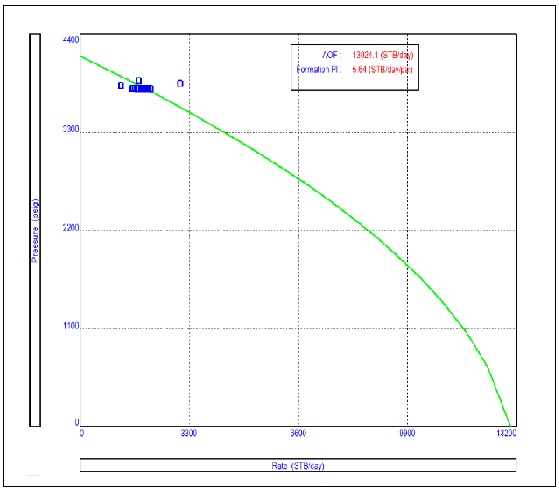 4400
AOF : 13024.1 (STB/day)
Formation PI : 5.64 (STB/day/psi)
3300
2200
1100
0
Pressure (psig)
0 3300 6600 9900 13200
Rate (STB/day)